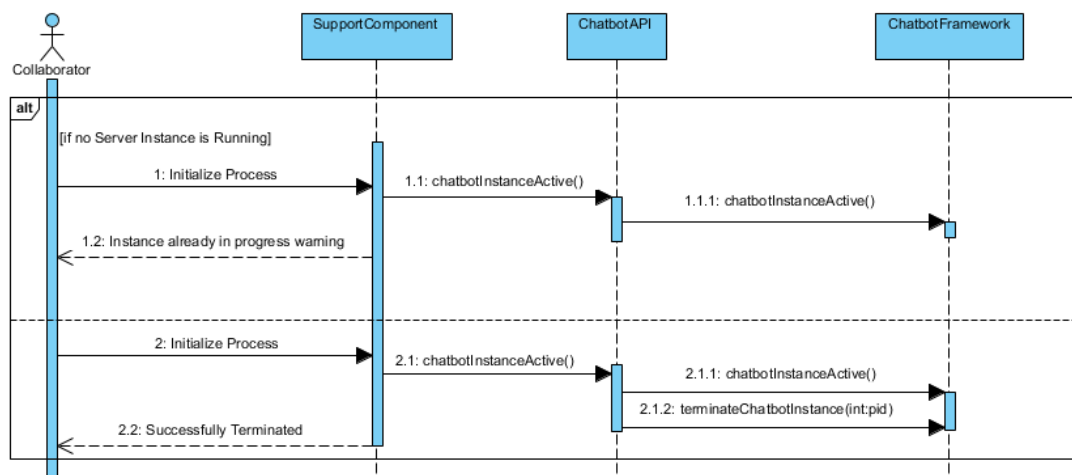 SupportComponent
ChatbotAPI
ChatbotFramework
Collaborator
alt
[if no Server Instance is Running]
1: Initialize Process
1.1: chatbotInstanceActive()
1.1.1: chatbotInstanceActive()
1.2: Instance already in progress warning
2: Initialize Process
2.1: chatbotInstanceActive()
2.1.1: chatbotInstanceActive()
2.1.2: terminateChatbotInstance(int:pid)
2.2: Successfully Terminated